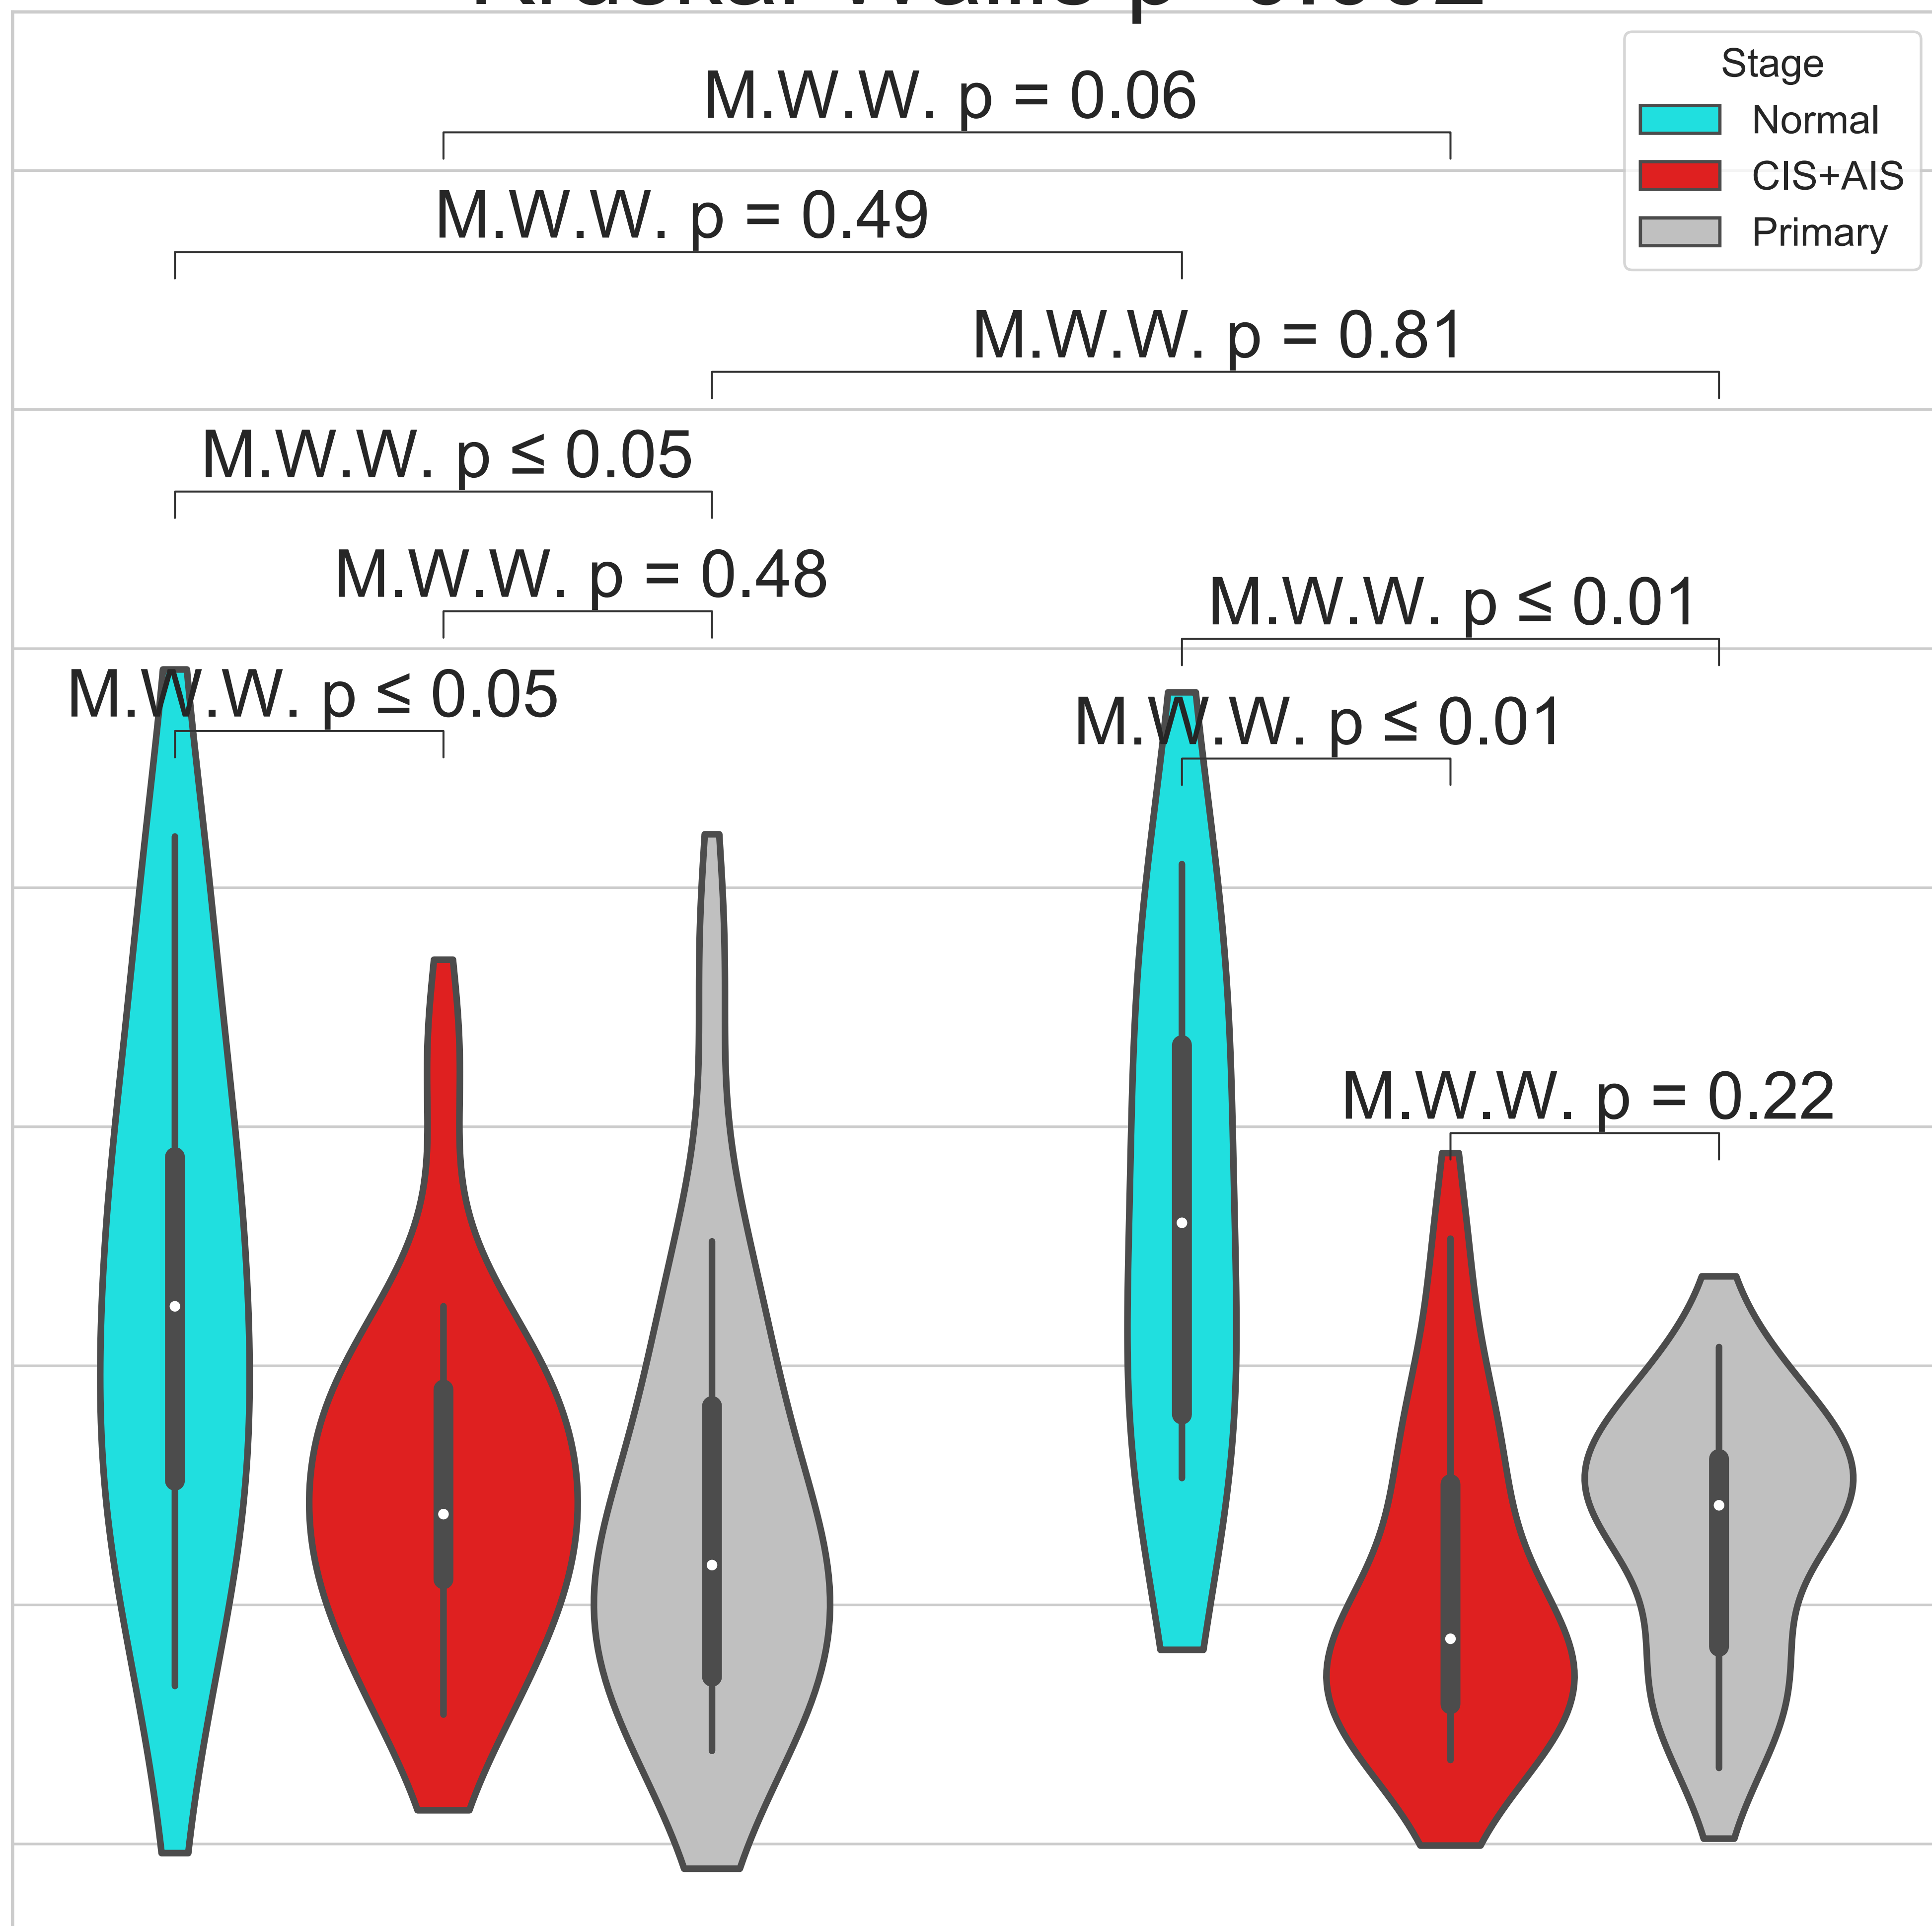 M.W.W. p = 0.06
Stage
Normal
CIS+AIS
Primary
M.W.W. p = 0.49
M.W.W. p = 0.81
M.W.W. p ≤ 0.05
M.W.W. p = 0.48
M.W.W. p ≤ 0.01
M.W.W. p ≤ 0.05
M.W.W. p ≤ 0.01
M.W.W. p = 0.22